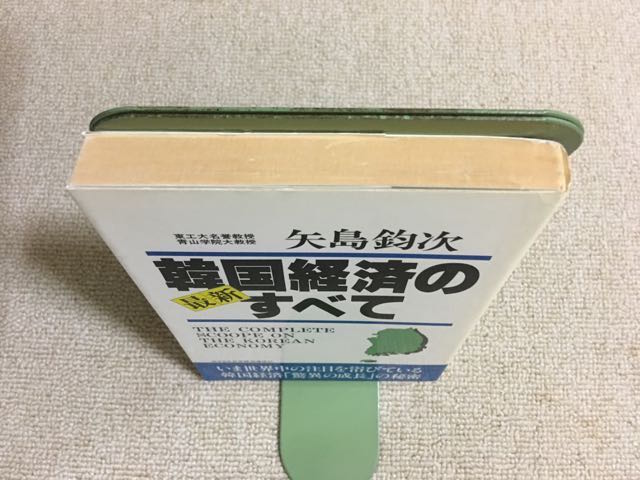 東工大名誉教授
青山学院大教授
矢島鈞次
韓国経済の
最新
すべて
THE COMPLETE
SCOOPE ON
THE KOREAN
ECONOMY
いま世界中の注目を浴びている
韓国経済「驚異の成長」の秘密